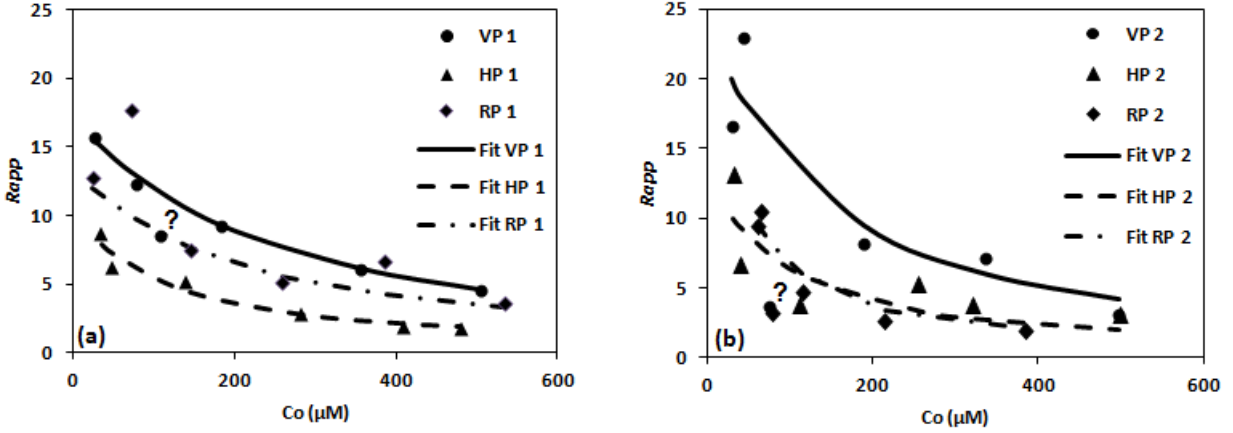 25
20
15
10
5
0
Rapp
VP 1
HP 1
RP 1
Fit VP 1
Fit HP 1
Fit RP 1
?
(a)
0
200
400
600
Co (µM)
25
20
15
10
5
0
Rapp
VP 2
HP 2
RP 2
Fit VP 2
Fit HP 2
Fit RP 2
?
(b)
0
200
400
600
Co (µM)